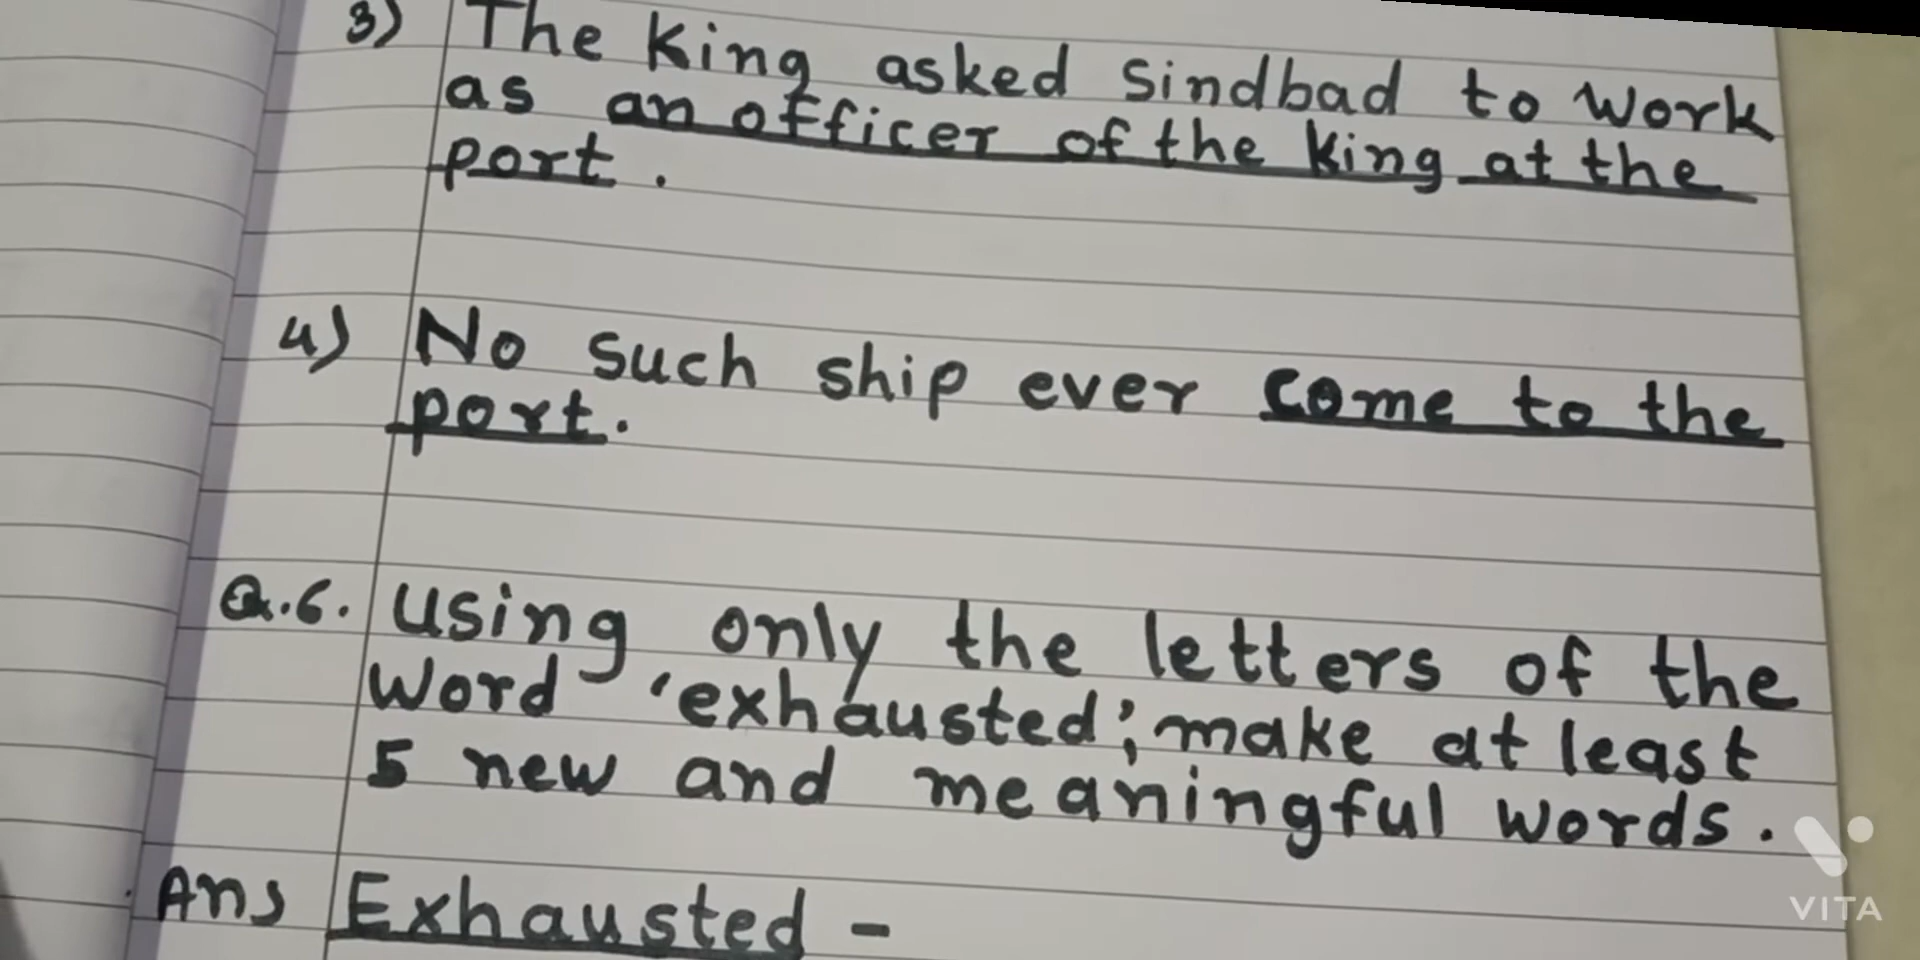 3) The King asked Sindbad to work
as an officer of the King at the
port.
4) No such ship ever come to the
port.
Q.6. Using only the letters of the
word 'exhausted', make at least
5 new and meaningful words.
Ans Exhausted -
VITA